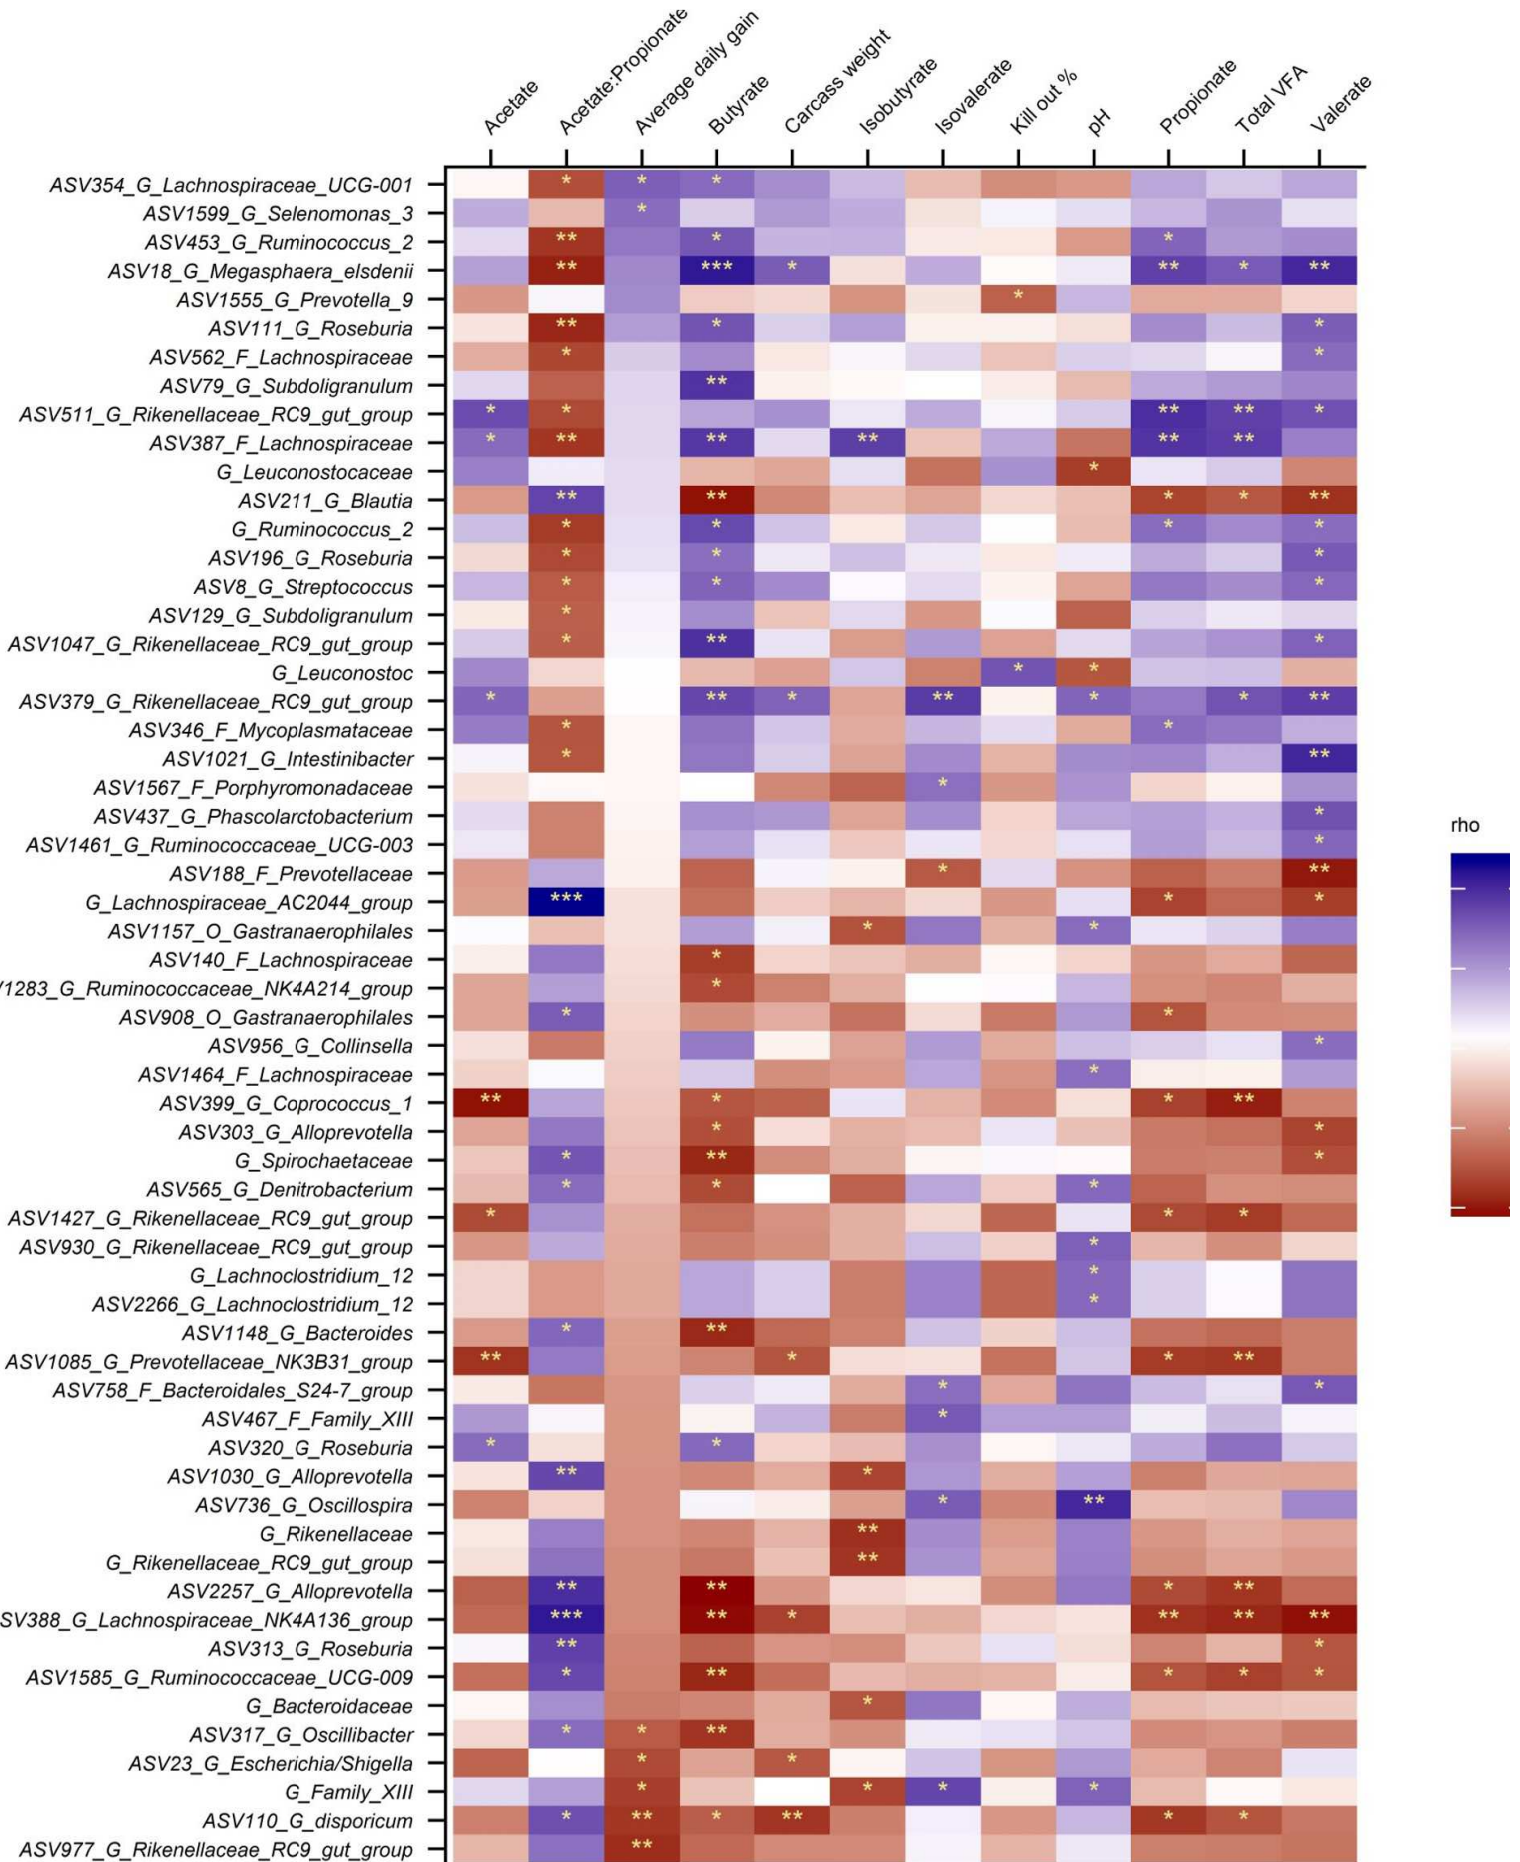 Acetate
Acetate:Propionate
Average daily gain
Butyrate
Carcass weight
Isobutyrate
Isovalerate
Kill out %
pH
Propionate
Total VFA
Valerate
ASV354_G_Lachnospiraceae_UCG-001 * * *
ASV1599_G_Selenomonas_3 *
ASV453_G_Ruminococcus_2 ** * *
ASV18_G_Megasphaera_elsdenii ** *** * ** * **
ASV1555_G_Prevotella_9 *
ASV111_G_Roseburia ** * *
ASV562_F_Lachnospiraceae * *
ASV79_G_Subdoligranulum **
ASV511_G_Rikenellaceae_RC9_gut_group * * ** ** *
ASV387_F_Lachnospiraceae * ** ** ** ** **
G_Leuconostocaceae *
ASV211_G_Blautia ** ** * * **
G_Ruminococcus_2 * * * *
ASV196_G_Roseburia * * *
ASV8_G_Streptococcus * * *
ASV129_G_Subdoligranulum *
ASV1047_G_Rikenellaceae_RC9_gut_group * ** *
G_Leuconostoc * *
ASV379_G_Rikenellaceae_RC9_gut_group * ** * ** * * **
ASV346_F_Mycoplasmataceae * *
ASV1021_G_Intestinibacter * **
ASV1567_F_Porphyromonadaceae *
ASV437_G_Phascolarctobacterium *
ASV1461_G_Ruminococcaceae_UCG-003 *
ASV188_F_Prevotellaceae * **
G_Lachnospiraceae_AC2044_group *** * *
ASV1157_O_Gastranaerophilales * *
ASV140_F_Lachnospiraceae *
/1283_G_Ruminococcaceae_NK4A214_group *
ASV908_O_Gastranaerophilales * *
ASV956_G_Collinsella *
ASV1464_F_Lachnospiraceae *
ASV399_G_Coprococcus_1 ** * * **
ASV303_G_Alloprevotella * *
G_Spirochaetaceae * ** *
ASV565_G_Denitrobacterium * * *
ASV1427_G_Rikenellaceae_RC9_gut_group * * *
ASV930_G_Rikenellaceae_RC9_gut_group *
G_Lachnoclostridium_12 *
ASV2266_G_Lachnoclostridium_12 *
ASV1148_G_Bacteroides * **
ASV1085_G_Prevotellaceae_NK3B31_group ** * * **
ASV758_F_Bacteroidales_S24-7_group * *
ASV467_F_Family_XIII *
ASV320_G_Roseburia * *
ASV1030_G_Alloprevotella ** *
ASV736_G_Oscillospira * **
G_Rikenellaceae **
G_Rikenellaceae_RC9_gut_group **
ASV2257_G_Alloprevotella ** ** * **
SV388_G_Lachnospiraceae_NK4A136_group *** ** * ** ** **
ASV313_G_Roseburia ** *
ASV1585_G_Ruminococcaceae_UCG-009 * ** * * *
G_Bacteroidaceae *
ASV317_G_Oscillibacter * * **
ASV23_G_Escherichia/Shigella * *
G_Family_XIII * * * *
ASV110_G_disporicum * ** * ** * *
ASV977_G_Rikenellaceae_RC9_gut_group **
rho